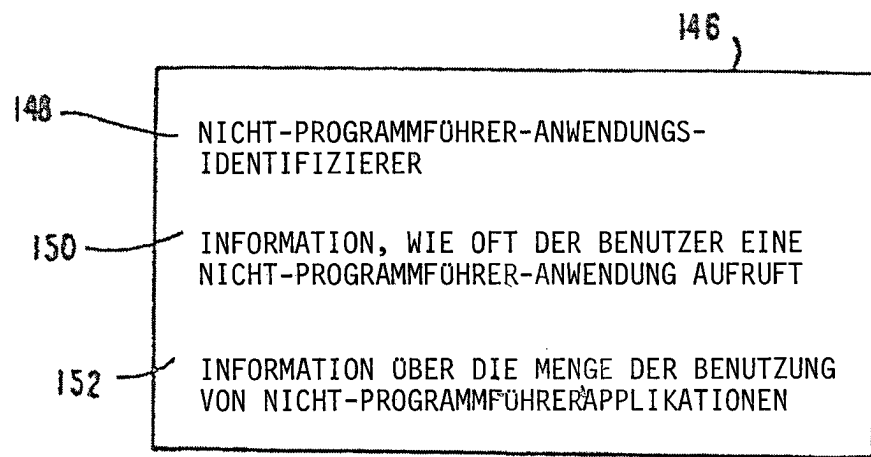 146
148
NICHT-PROGRAMMFÜHRER-ANWENDUNGS-
IDENTIFIZIERER
150
INFORMATION, WIE OFT DER BENUTZER EINE
NICHT-PROGRAMMFÜHRER-ANWENDUNG AUFRUFT
152
INFORMATION ÜBER DIE MENGE DER BENUTZUNG
VON NICHT-PROGRAMMFÜHRERAPPLIKATIONEN